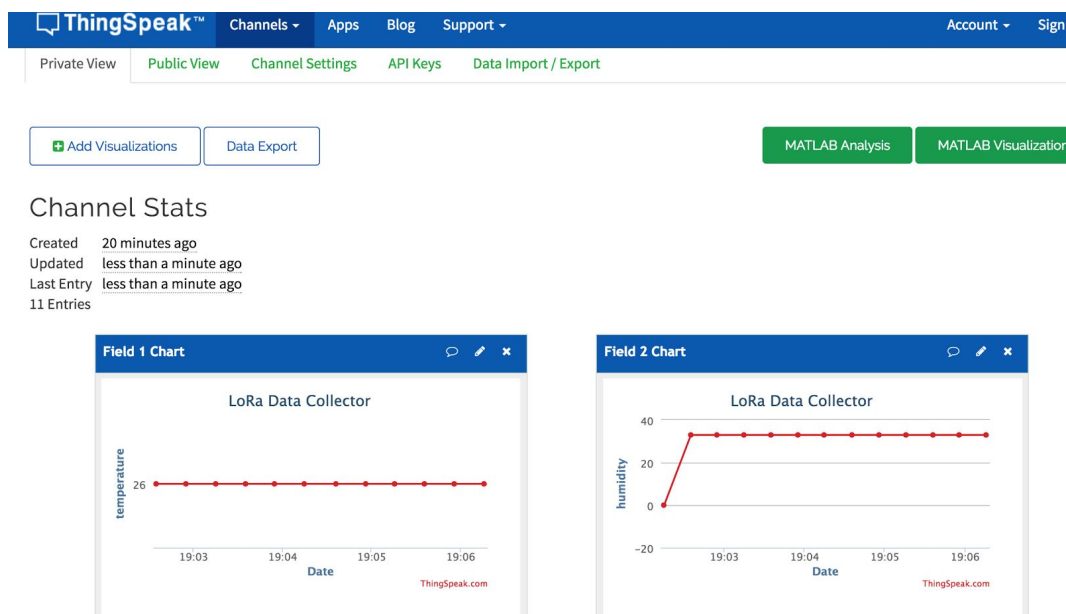 ThingSpeak™ Channels Apps Blog Support Account Sign
Private View Public View Channel Settings API Keys Data Import / Export
Add Visualizations Data Export MATLAB Analysis MATLAB Visualization
Channel Stats
Created 20 minutes ago
Updated less than a minute ago
Last Entry less than a minute ago
11 Entries
Field 1 Chart
LoRa Data Collector
temperature
26
19:03 19:04 19:05 19:06
Date
ThingSpeak.com
Field 2 Chart
LoRa Data Collector
humidity
40
20
0
-20
19:03 19:04 19:05 19:06
Date
ThingSpeak.com